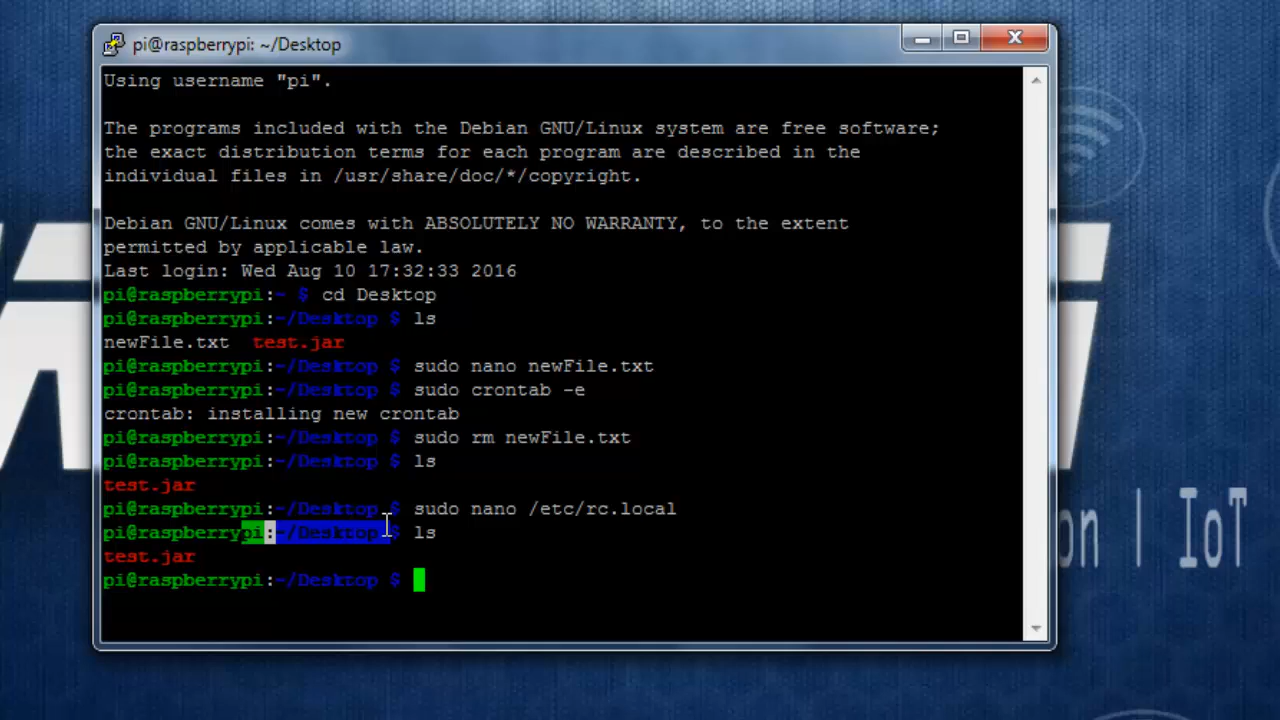 pi@raspberrypi: ~/Desktop
Using username "pi".
The programs included with the Debian GNU/Linux system are free software;
the exact distribution terms for each program are described in the
individual files in /usr/share/doc/*/copyright.
Debian GNU/Linux comes with ABSOLUTELY NO WARRANTY, to the extent
permitted by applicable law.
Last login: Wed Aug 10 17:32:33 2016
pi@raspberrypi:~ $ cd Desktop
pi@raspberrypi:~/Desktop $ ls
newFile.txt  test.jar
pi@raspberrypi:~/Desktop $ sudo nano newFile.txt
pi@raspberrypi:~/Desktop $ sudo crontab -e
crontab: installing new crontab
pi@raspberrypi:~/Desktop $ sudo rm newFile.txt
pi@raspberrypi:~/Desktop $ ls
test.jar
pi@raspberrypi:~/Desktop $ sudo nano /etc/rc.local
pi@raspberrypi:~/Desktop $ ls
test.jar
pi@raspberrypi:~/Desktop $
on | IoT